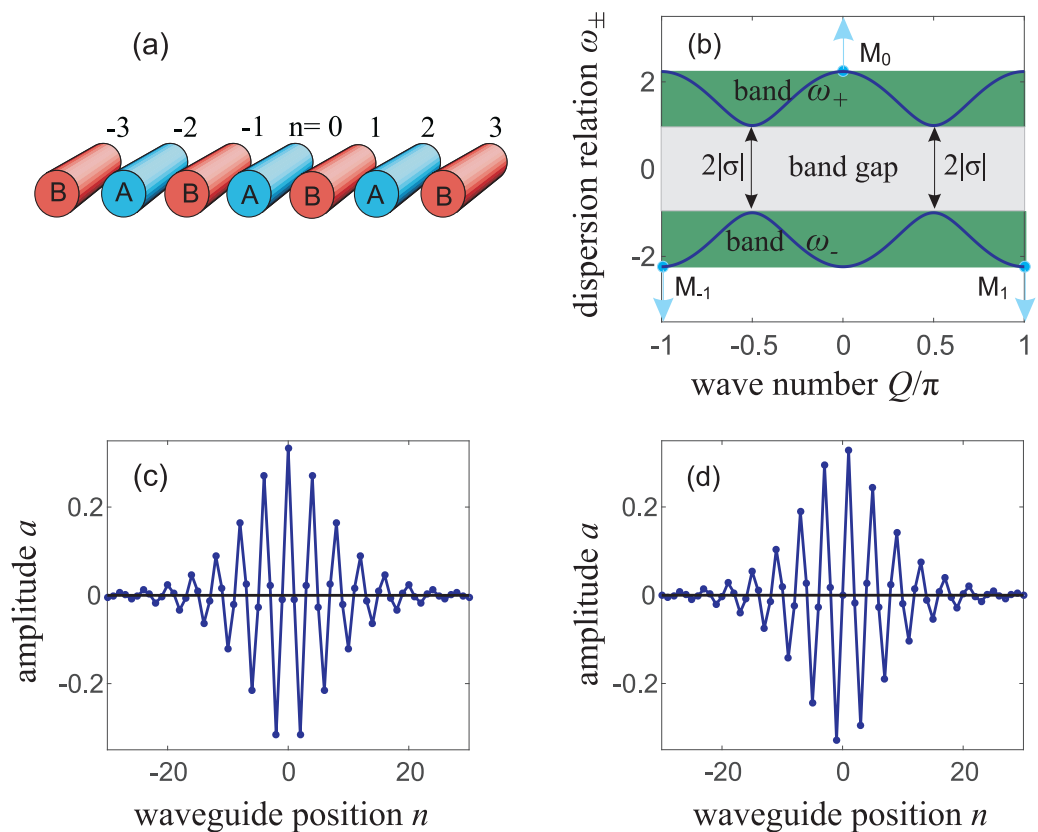 (a)
-3 -2 -1 n= 0 1 2 3
B A B A B A B
(b)
dispersion relation ω±
2
0
-2
M₀
band ω₊
2|σ| band gap 2|σ|
band ω₋
M₋₁ M₁
-1 -0.5 0 0.5 1
wave number Q/π
(c)
amplitude a
0.2
0
-0.2
-20 0 20
waveguide position n
(d)
amplitude a
0.2
0
-0.2
-20 0 20
waveguide position n